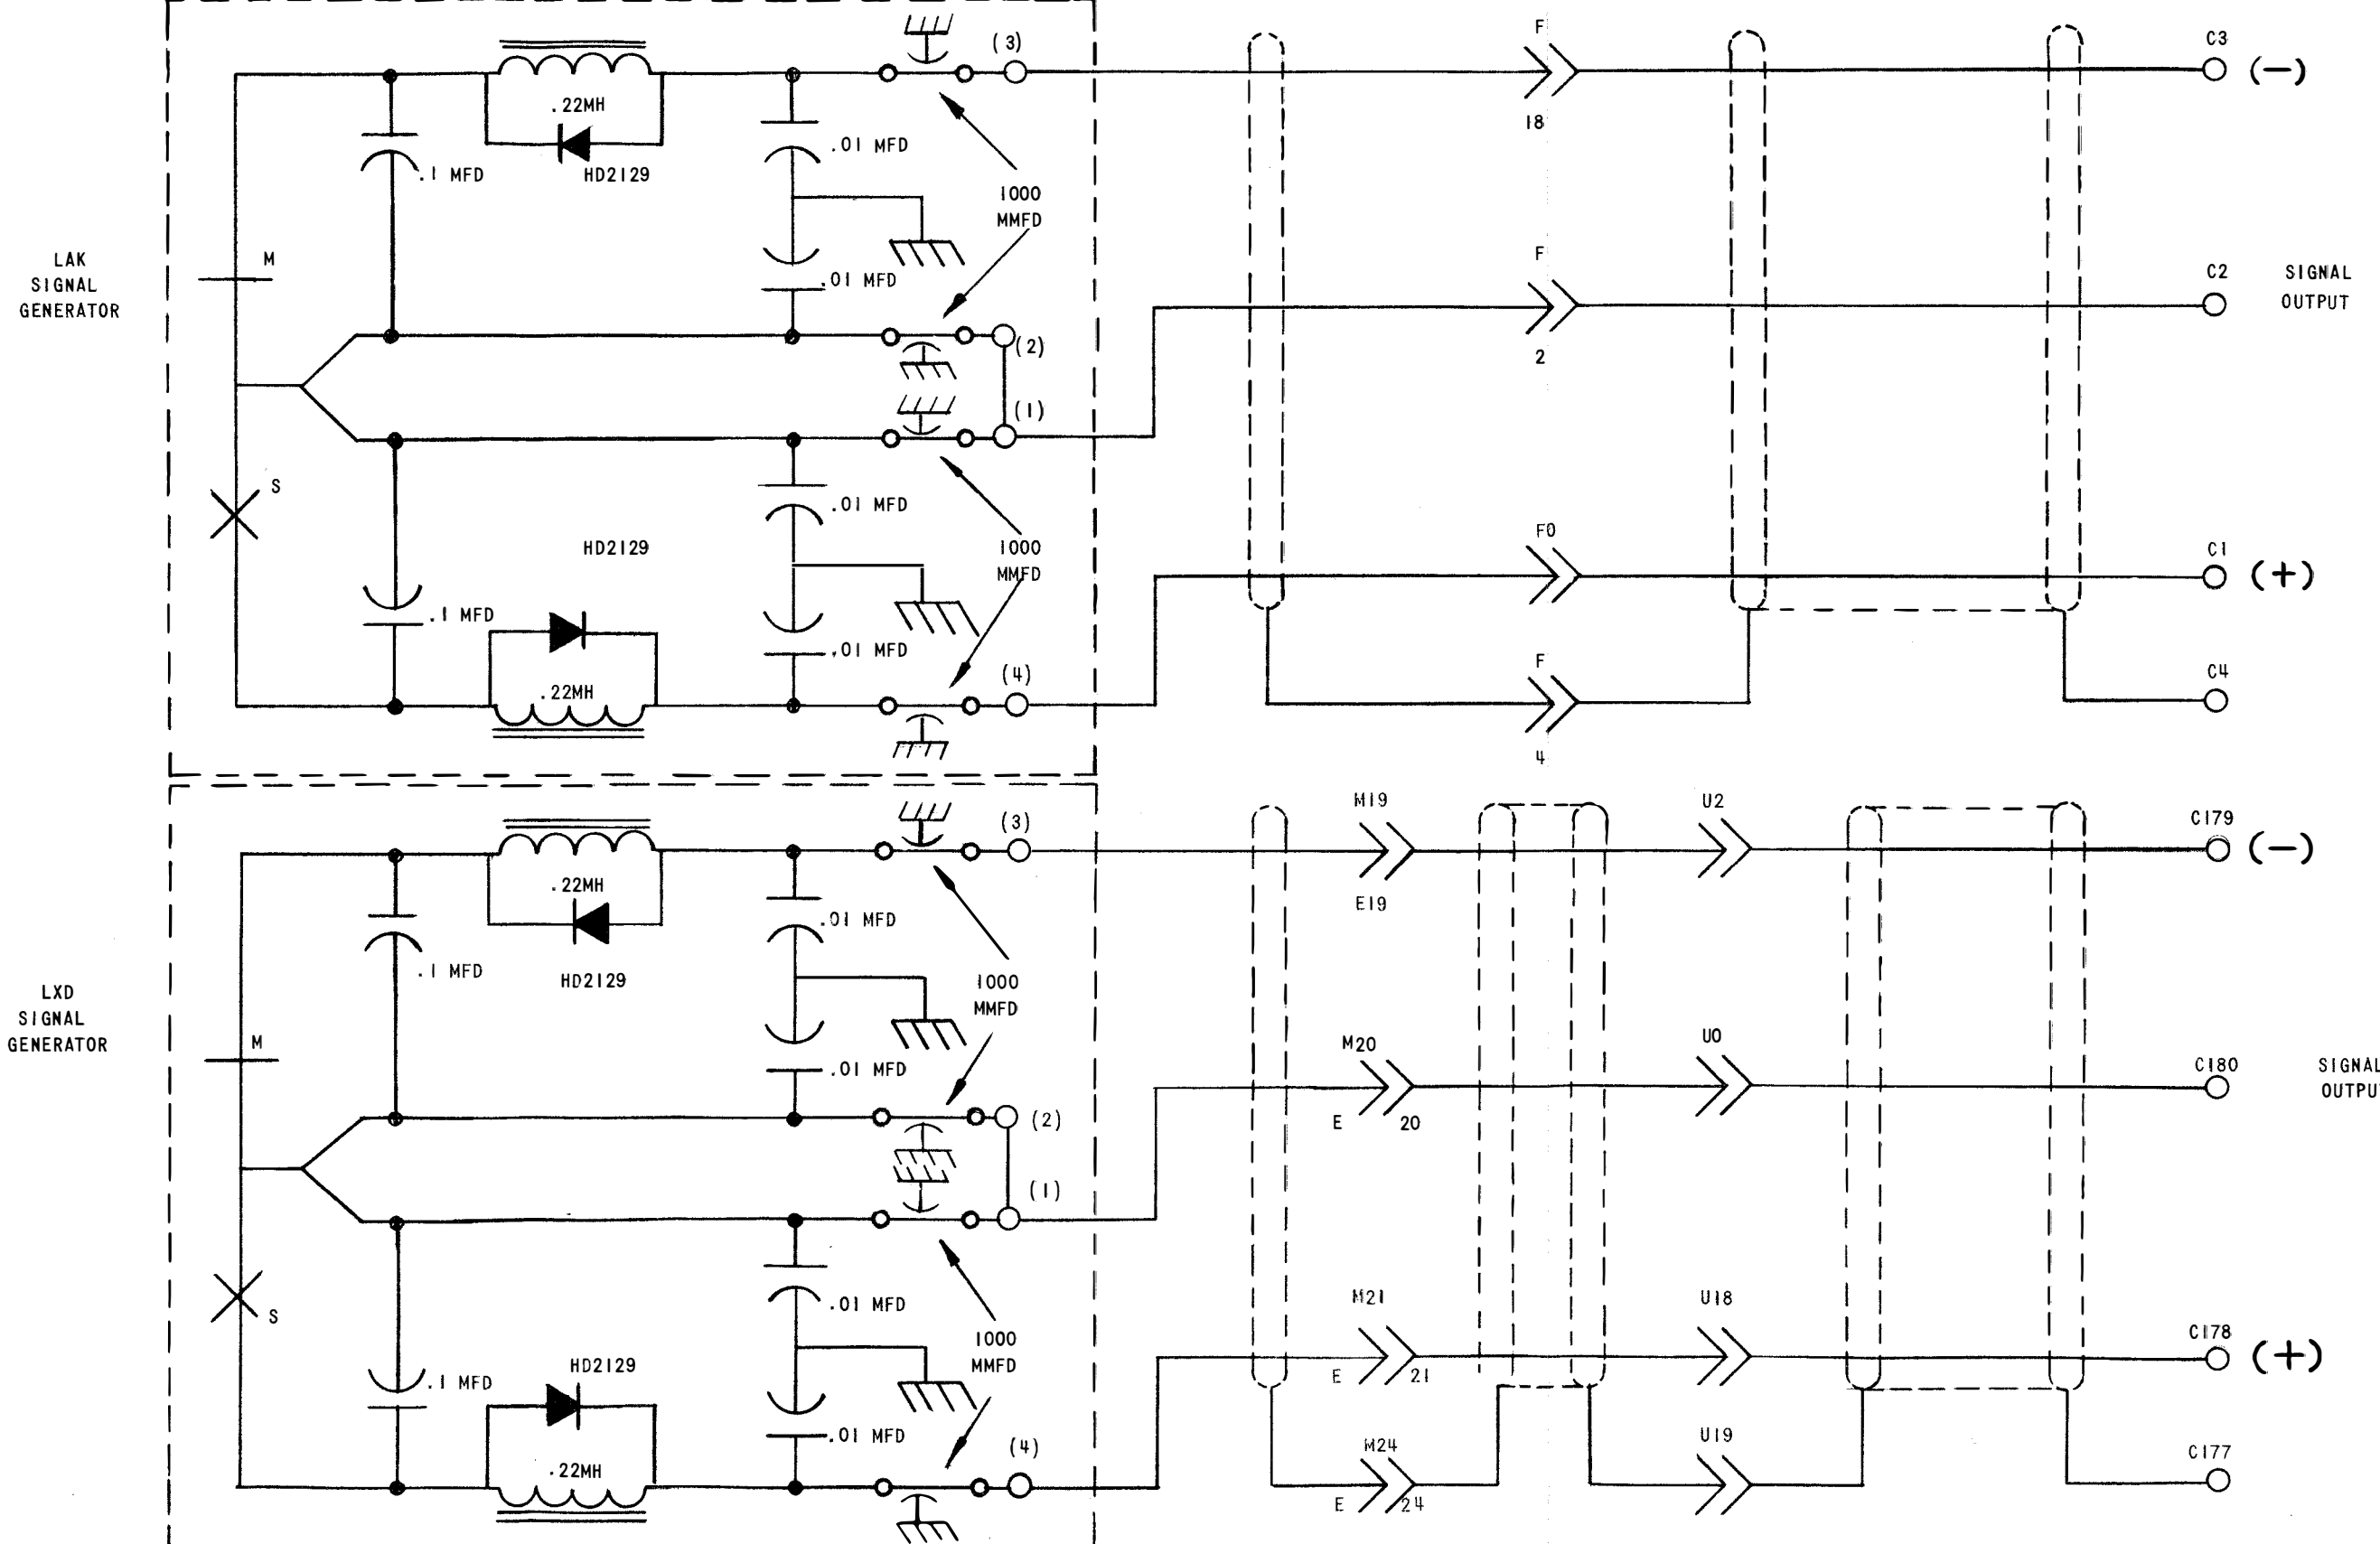 (3)
F
C3
(—)
.22MH
18
.1 MFD
HD2129
.01 MFD
1000
MMFD
LAK
SIGNAL
GENERATOR
M
.01 MFD
F
C2
SIGNAL
OUTPUT
(2)
2
(1)
S
.01 MFD
HD2129
1000
MMFD
F0
C1
(+)
.1 MFD
.01 MFD
.22MH
(4)
F
C4
4
(3)
M19
U2
C179
(—)
.22MH
E19
.01 MFD
.1 MFD
HD2129
1000
MMFD
LXD
SIGNAL
GENERATOR
M
.01 MFD
M20
U0
C180
SIGNAL
(2)
E
20
(1)
S
.01 MFD
M21
U18
C178
(+)
1000
MMFD
HD2129
.1 MFD
E
21
.01 MFD
.22MH
(4)
M24
U19
C177
E
24